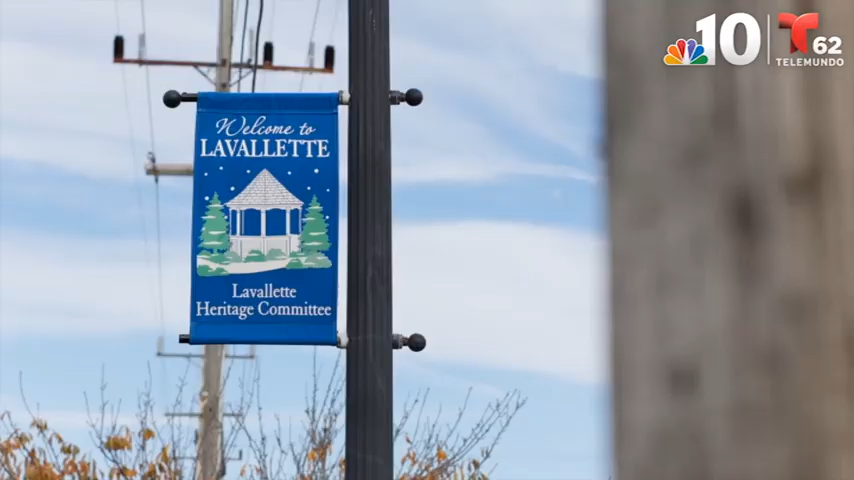 10
62
TELEMUNDO
Welcome to
LAVALLETTE
Lavallette
Heritage Committee